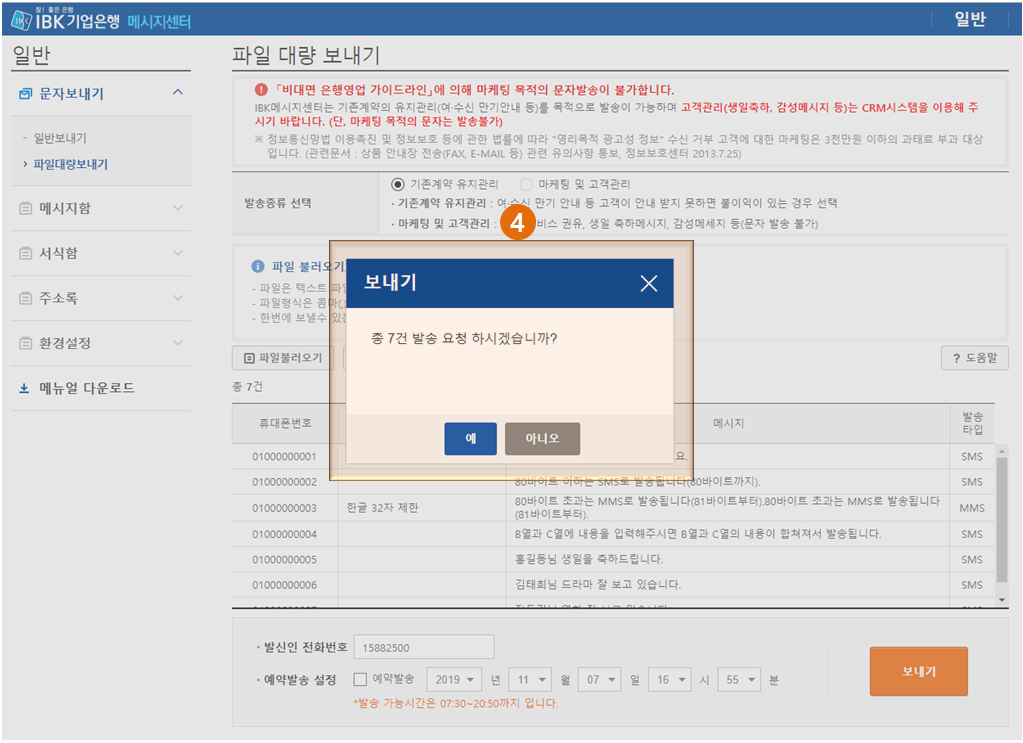 참! 좋은 은행
IBK기업은행 메시지센터
일반
일반
문자보내기
- 일반보내기
› 파일대량보내기
메시지함
서식함
주소록
환경설정
메뉴얼 다운로드
파일 대량 보내기
「비대면 은행영업 가이드라인」에 의해 마케팅 목적의 문자발송이 불가합니다.
IBK메시지센터는 기존계약의 유지관리(여·수신 만기안내 등)를 목적으로 발송이 가능하며 고객관리(생일축하, 감성메시지 등)는 CRM시스템을 이용해 주
시기 바랍니다. (단, 마케팅 목적의 문자는 발송불가)
※ 정보통신망법 이용촉진 및 정보보호 등에 관한 법률에 따라 "영리목적 광고성 정보" 수신 거부 고객에 대한 마케팅은 3천만원 이하의 과태료 부과 대상
입니다. (관련문서 : 상품 안내장 전송(FAX, E-MAIL 등) 관련 유의사항 통보, 정보보호센터 2013.7.25)
발송종류 선택
기존계약 유지관리 마케팅 및 고객관리
· 기존계약 유지관리 : 여·수신 만기 안내 등 고객이 안내 받지 못하면 불이익이 있는 경우 선택
· 마케팅 및 고객관리 : 비스 권유, 생일 축하메시지, 감성메세지 등(문자 발송 불가)
4
파일 불러오기
- 파일은 텍스트 파
- 파일형식은 콤마(
- 한번에 보낼수 있는
보내기
총 7건 발송 요청 하시겠습니까?
예 아니오
파일불러오기
? 도움말
총 7건
휴대폰번호 메시지 발송
타입
01000000001 요. SMS
01000000002 80바이트 이하는 SMS로 발송됩니다(80바이트까지). SMS
01000000003 한글 32자 제한 80바이트 초과는 MMS로 발송됩니다(81바이트부터).80바이트 초과는 MMS로 발송됩니다
(81바이트부터). MMS
01000000004 B열과 C열에 내용을 입력해주시면 B열과 C열의 내용이 합쳐져서 발송됩니다. SMS
01000000005 홍길동님 생일을 축하드립니다. SMS
01000000006 김태희님 드라마 잘 보고 있습니다. SMS
· 발신인 전화번호 15882500
· 예약발송 설정 예약발송 2019 년 11 월 07 일 16 시 55 분
*발송 가능시간은 07:30~20:50까지 입니다.
보내기